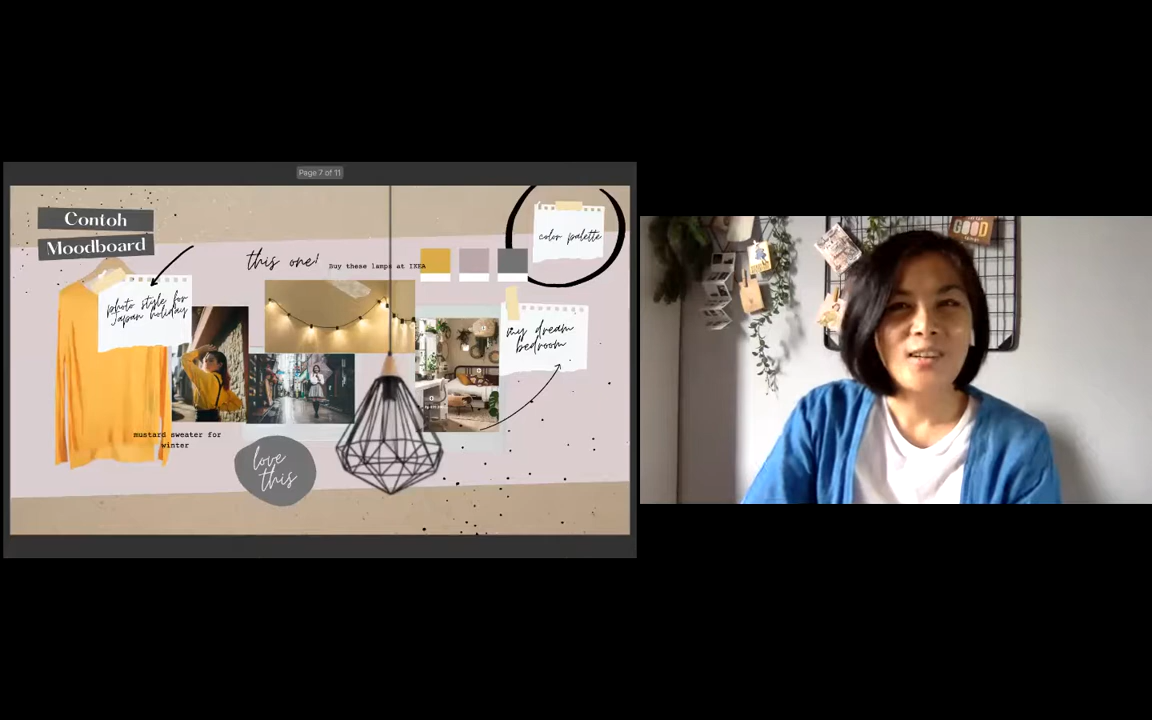 Page 7 of 11
Contoh
Moodboard
this one!
Buy these lamps at IKEA
color palette
photo style for
Japan holiday
my dream
bedroom
mustard sweater for
winter
love
this
GOOD